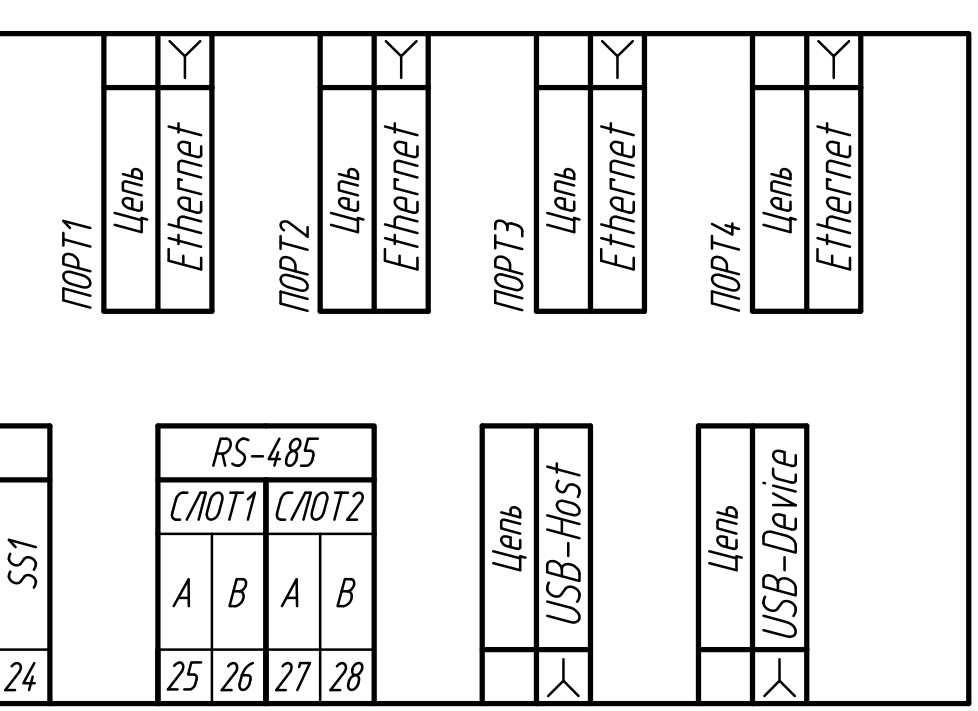 ПОРТ1
Цепь
Ethernet
ПОРТ2
Цепь
Ethernet
ПОРТ3
Цепь
Ethernet
ПОРТ4
Цепь
Ethernet
SS1
24
RS-485
СЛОТ1 СЛОТ2
A B A B
25 26 27 28
Цепь
USB-Host
Цепь
USB-Device